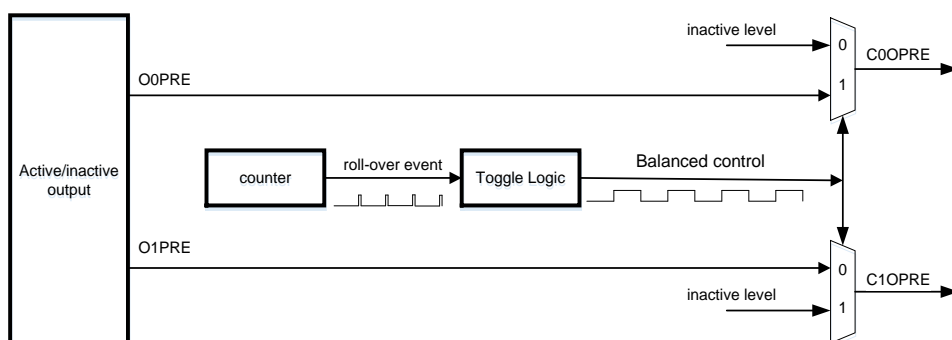 inactive level
0
C0OPRE
O0PRE
1
Active/inactive
output
counter
roll-over event
Toggle Logic
Balanced control
O1PRE
0
C1OPRE
inactive level
1